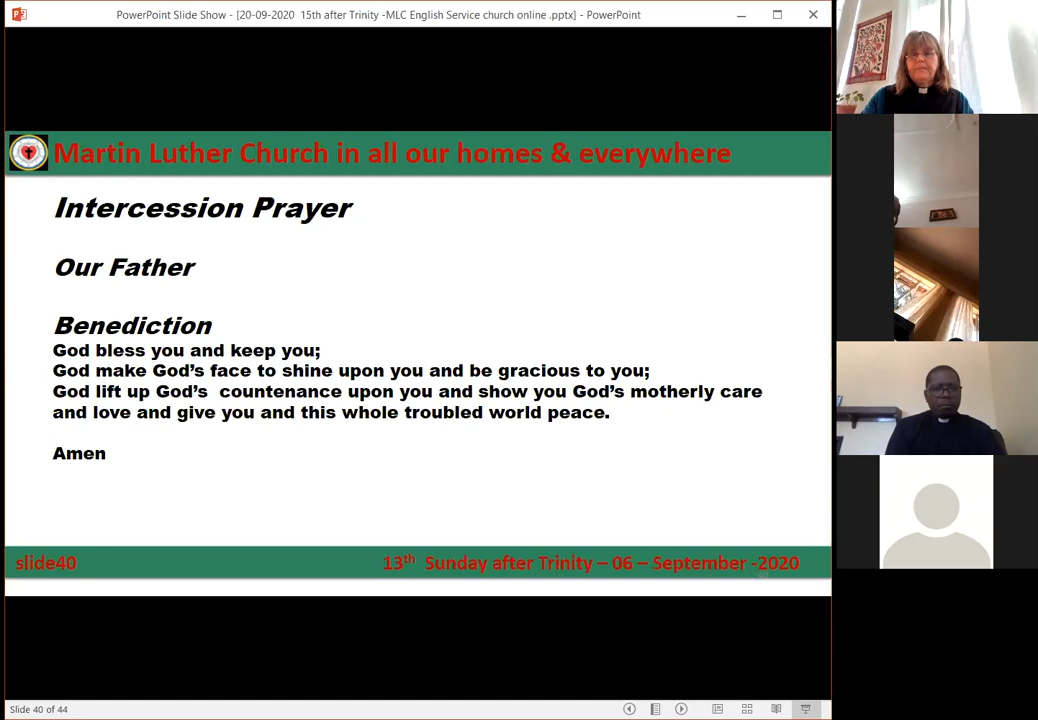 PowerPoint Slide Show - [20-09-2020 15th after Trinity -MLC English Service church online .pptx] - PowerPoint
Martin Luther Church in all our homes & everywhere
Intercession Prayer
Our Father
Benediction
God bless you and keep you;
God make God's face to shine upon you and be gracious to you;
God lift up God's countenance upon you and show you God's motherly care
and love and give you and this whole troubled world peace.
Amen
slide40
13th Sunday after Trinity – 06 – September -2020
Slide 40 of 44